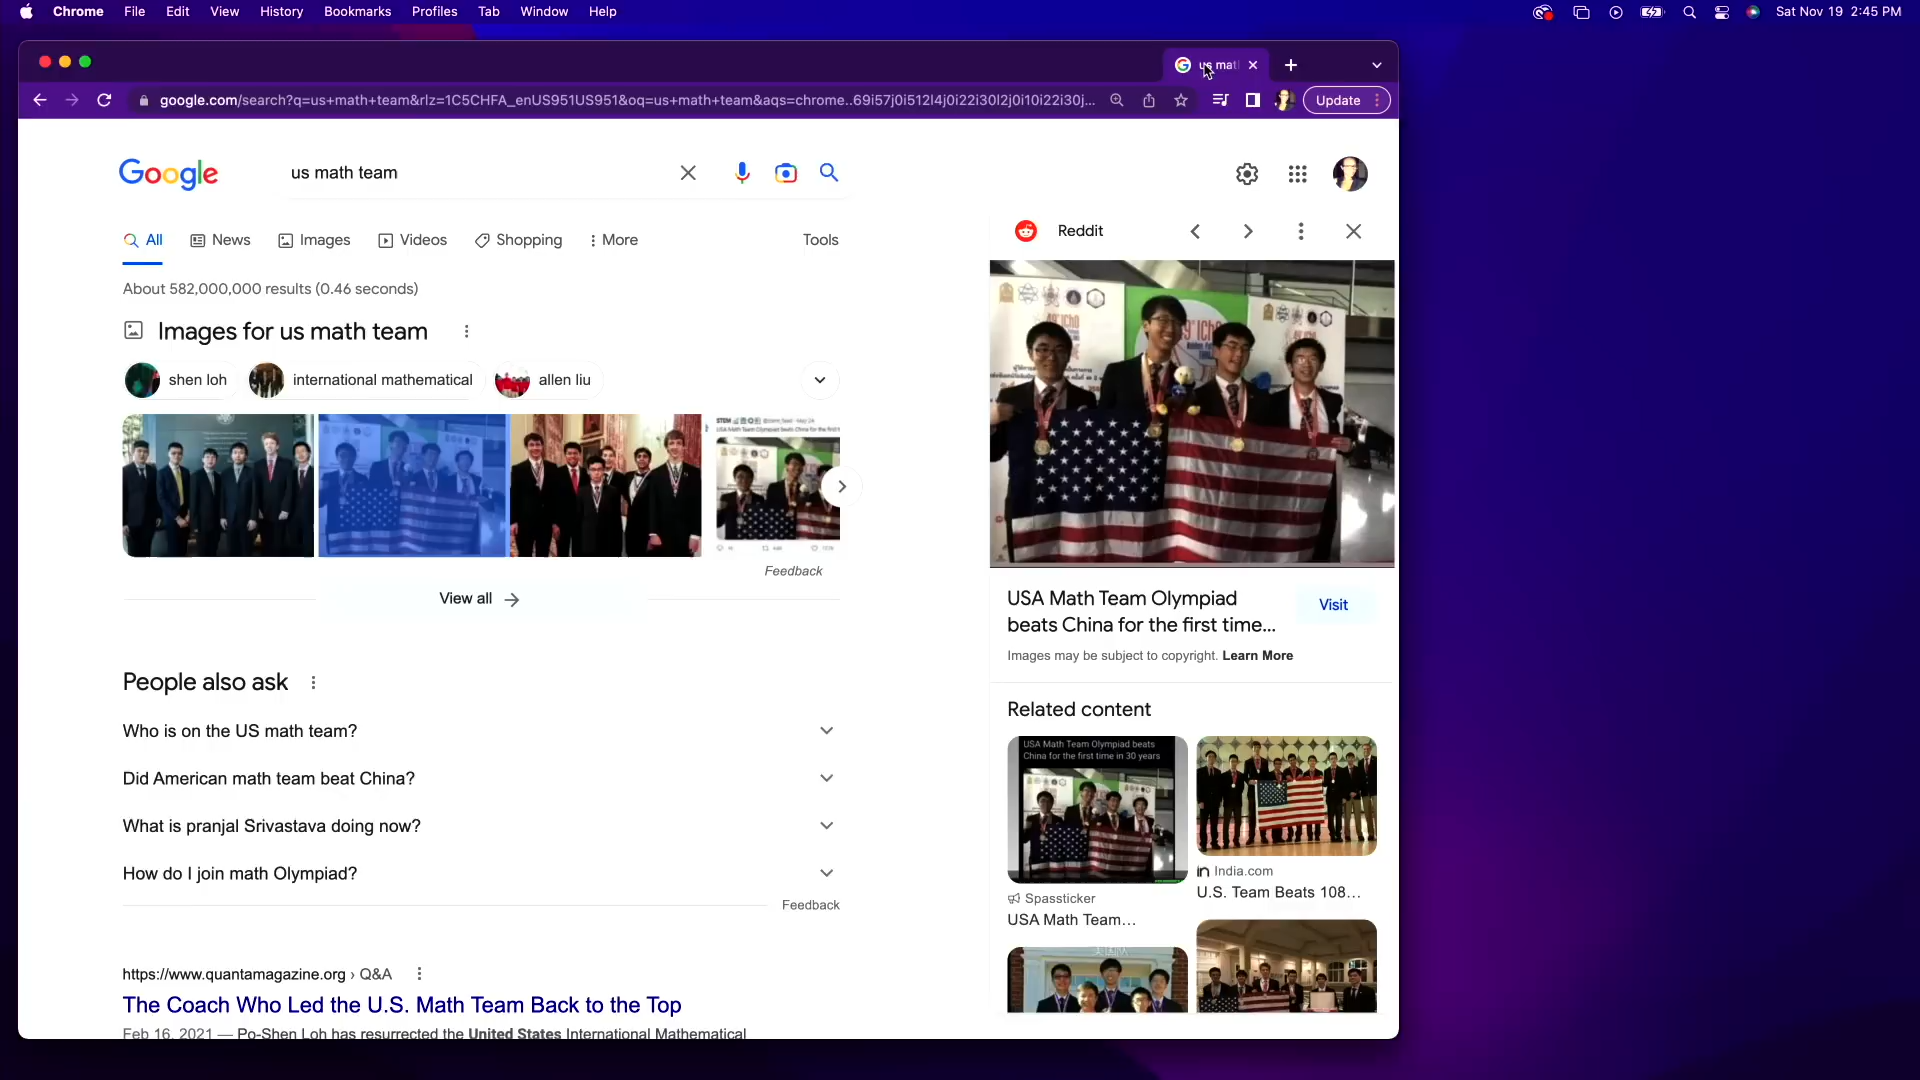 Chrome File Edit View History Bookmarks Profiles Tab Window Help
Sat Nov 19 2:45 PM
us mat
google.com/search?q=us+math+team&rlz=1C5CHFA_enUS951US951&oq=us+math+team&aqs=chrome..69i57j0i512l4j0i22i30l2j0i10i22i30j...
Update
Google
us math team
Reddit
All News Images Videos Shopping More Tools
About 582,000,000 results (0.46 seconds)
Images for us math team
shen loh international mathematical allen liu
49th IChO
Feedback
View all
USA Math Team Olympiad
beats China for the first time...
Visit
Images may be subject to copyright. Learn More
People also ask
Who is on the US math team?
Did American math team beat China?
What is pranjal Srivastava doing now?
How do I join math Olympiad?
Feedback
Related content
USA Math Team Olympiad beats
China for the first time in 30 years
Spassticker
USA Math Team...
India.com
U.S. Team Beats 108...
https://www.quantamagazine.org › Q&A
The Coach Who Led the U.S. Math Team Back to the Top
Feb 16, 2021 — Po-Shen Loh has resurrected the United States International Mathematical